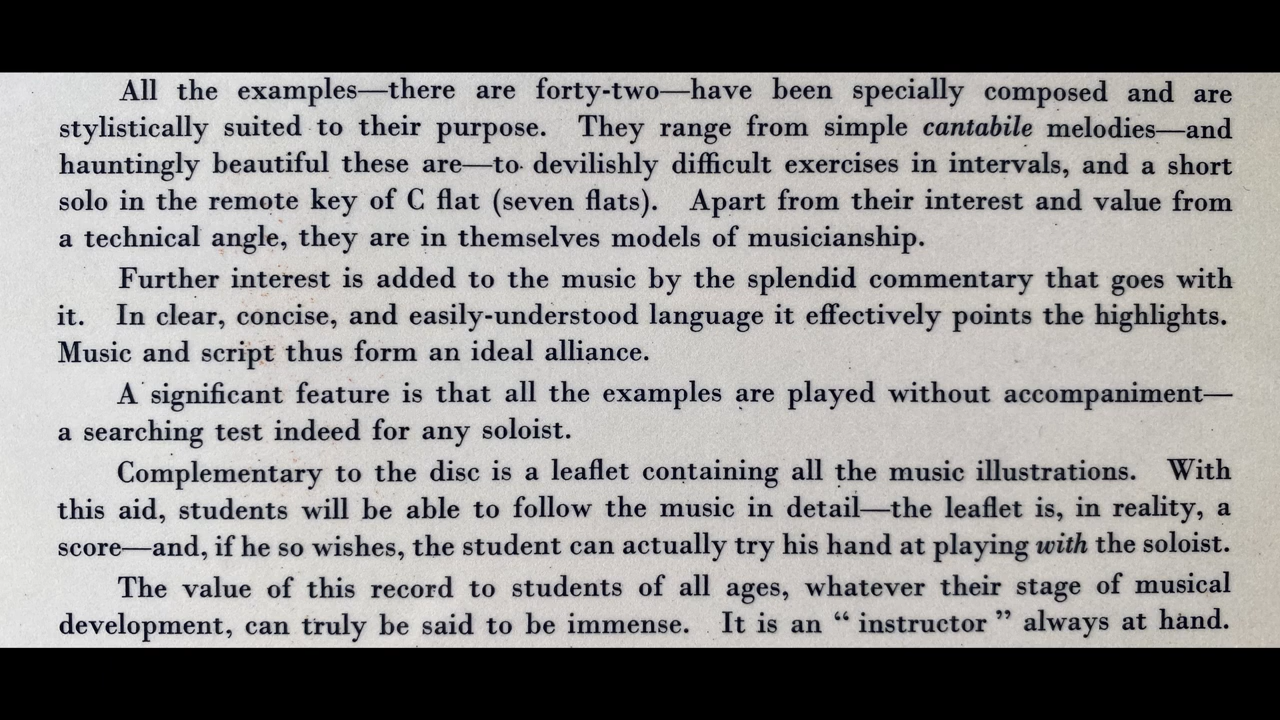 All the examples—there are forty-two—have been specially composed and are
stylistically suited to their purpose. They range from simple cantabile melodies—and
hauntingly beautiful these are—to devilishly difficult exercises in intervals, and a short
solo in the remote key of C flat (seven flats). Apart from their interest and value from
a technical angle, they are in themselves models of musicianship.
Further interest is added to the music by the splendid commentary that goes with
it. In clear, concise, and easily-understood language it effectively points the highlights.
Music and script thus form an ideal alliance.
A significant feature is that all the examples are played without accompaniment—
a searching test indeed for any soloist.
Complementary to the disc is a leaflet containing all the music illustrations. With
this aid, students will be able to follow the music in detail—the leaflet is, in reality, a
score—and, if he so wishes, the student can actually try his hand at playing with the soloist.
The value of this record to students of all ages, whatever their stage of musical
development, can truly be said to be immense. It is an “ instructor ” always at hand.